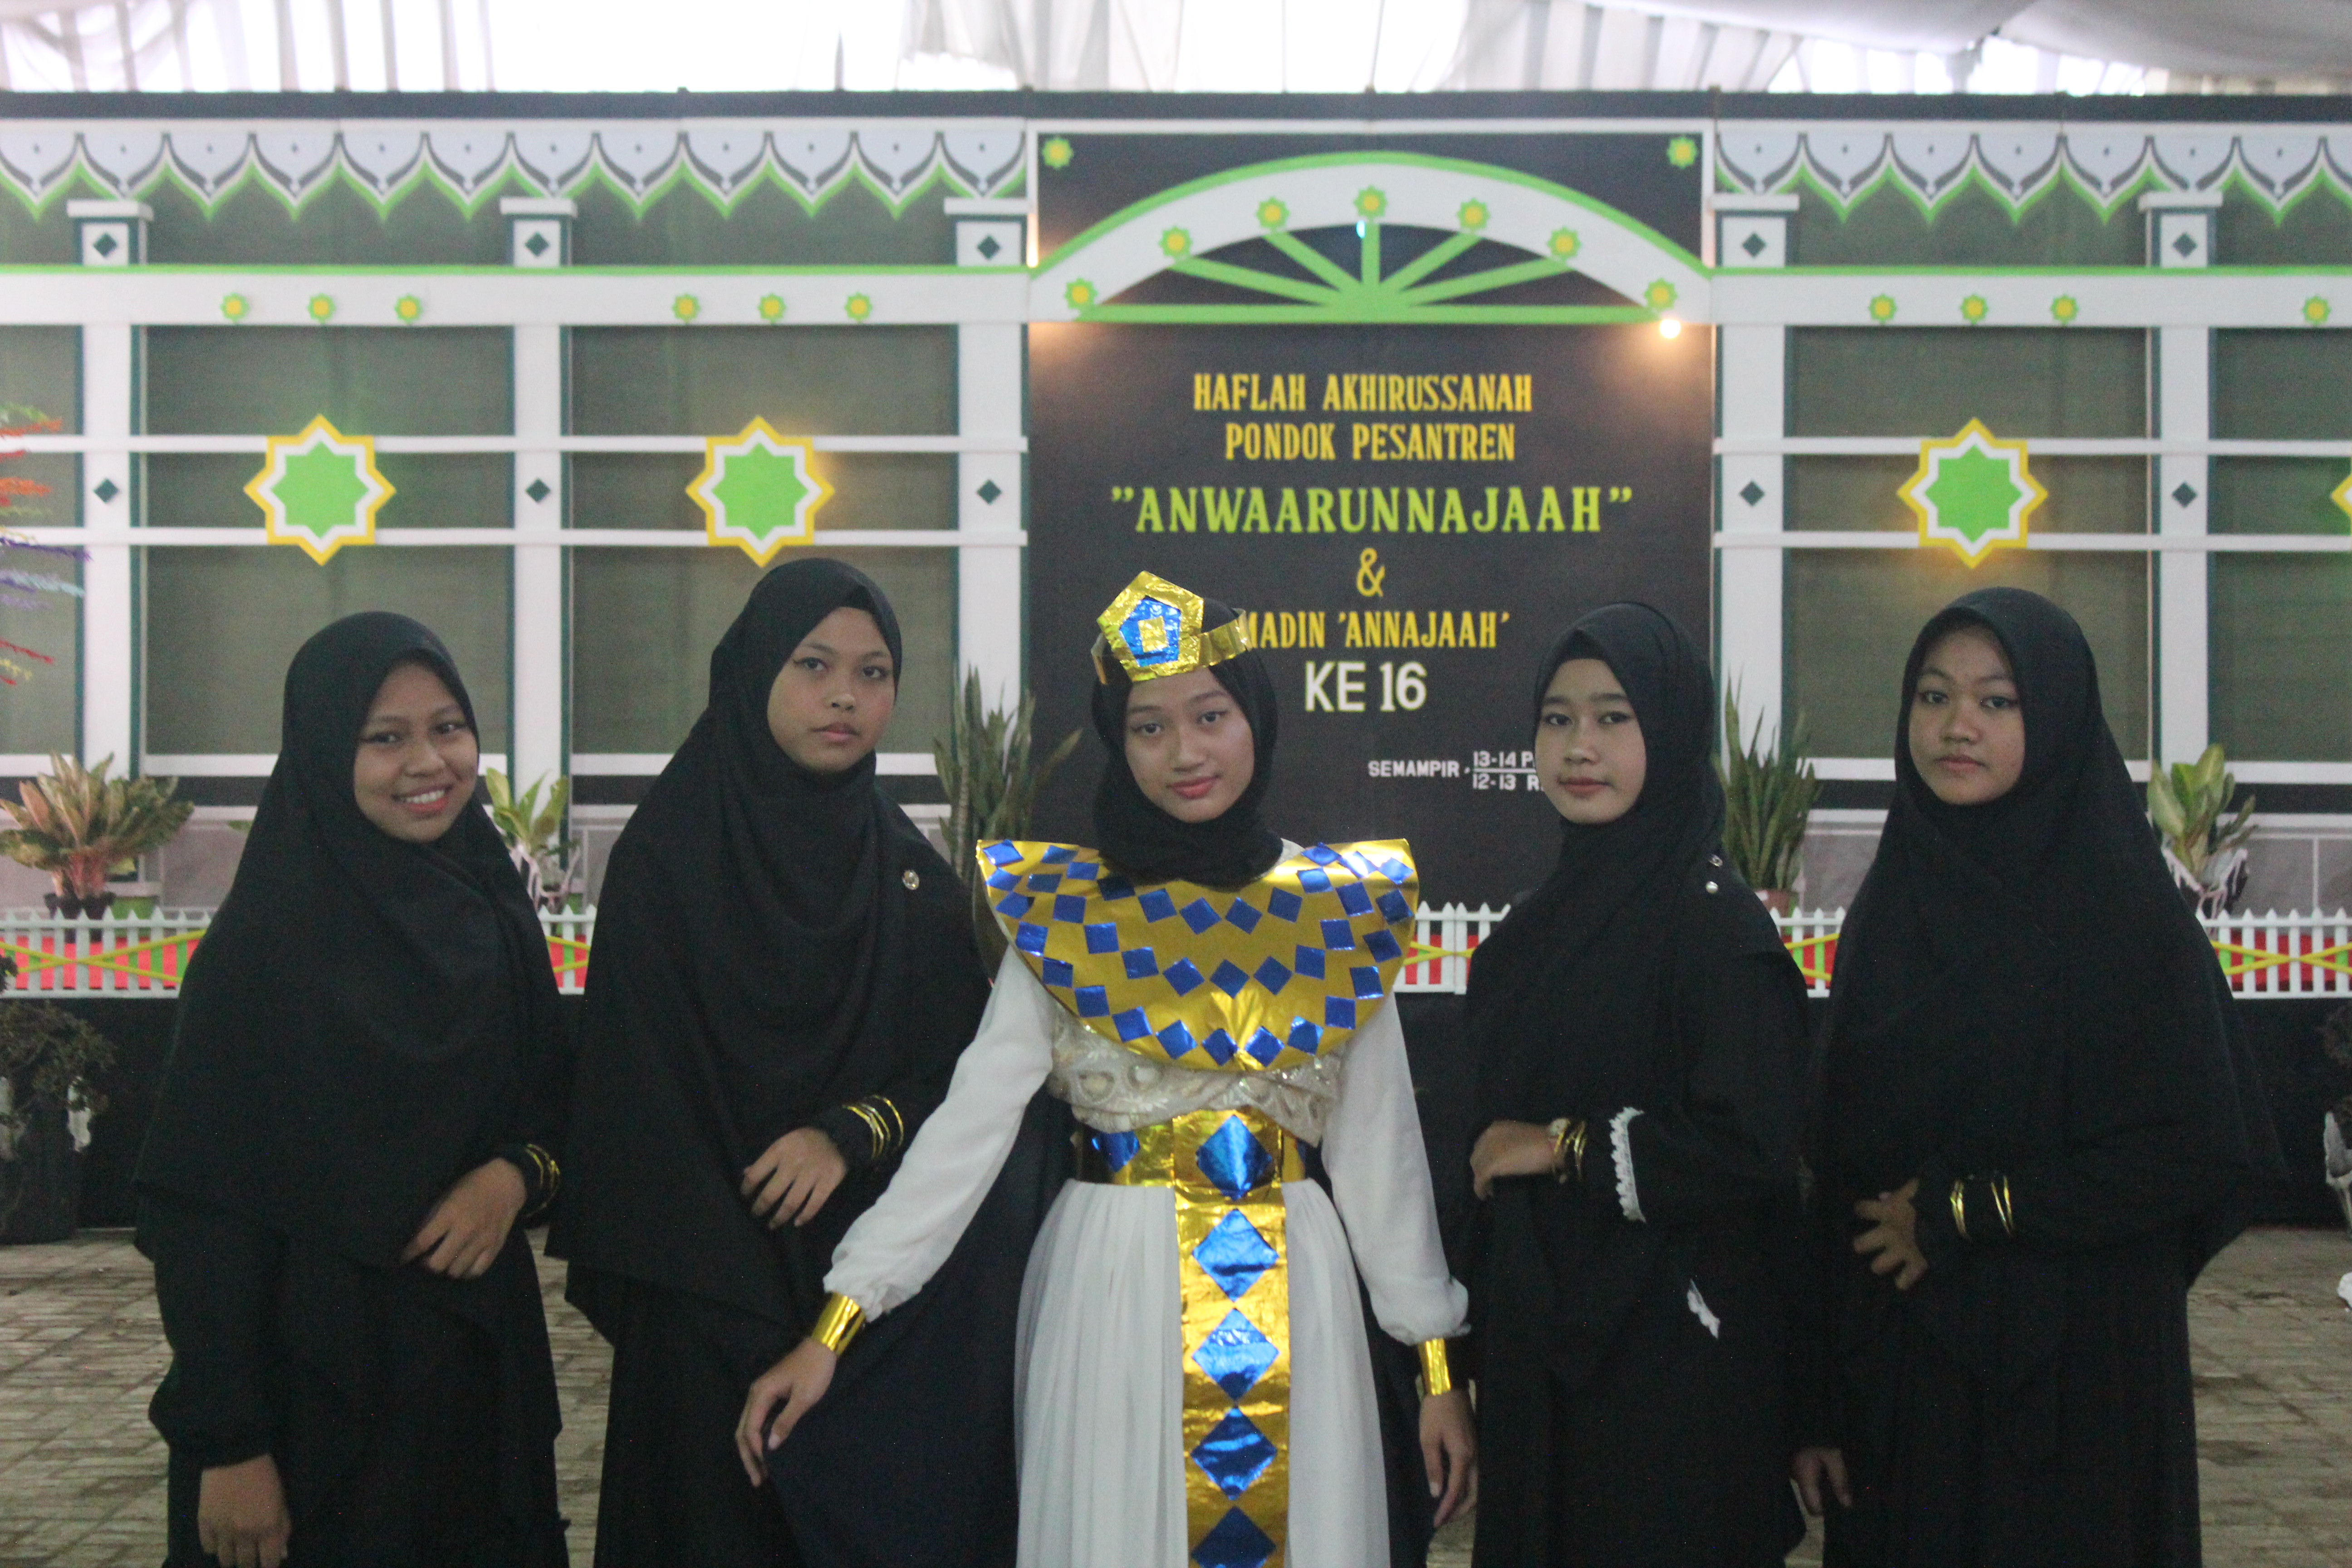 HAFLAH AKHIRUSSANAH
PONDOK PESANTREN
"ANWAARUNNAJAAH"
&
MADIN 'ANNAJAAH'
KE 16
SEMAMPIR, 13-14
12-13